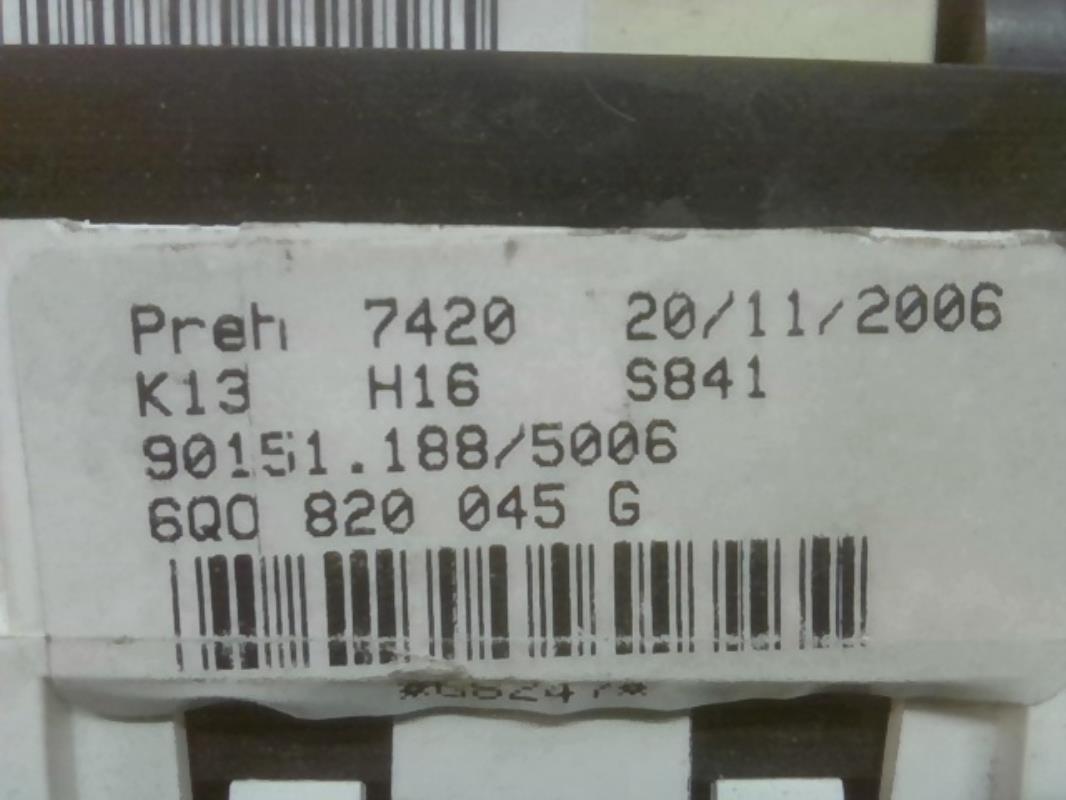 Preh 7420 20/11/2006
K13 H16 S841
90151.188/5006
6Q0 820 045 G